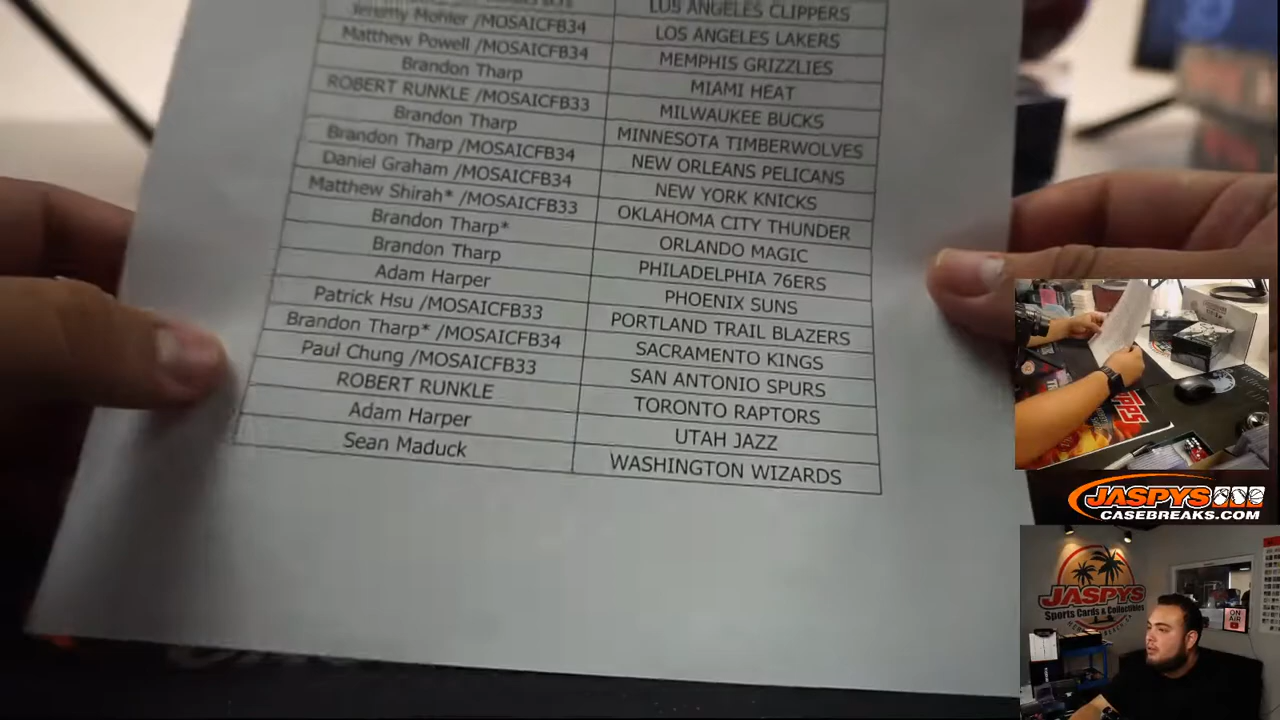 LOS ANGELES CLIPPERS
Mohler /MOSAICFB34 LOS ANGELES LAKERS
Matthew Powell /MOSAICFB34 MEMPHIS GRIZZLIES
Brandon Tharp MIAMI HEAT
ROBERT RUNKLE /MOSAICFB33 MILWAUKEE BUCKS
Brandon Tharp MINNESOTA TIMBERWOLVES
Brandon Tharp /MOSAICFB34 NEW ORLEANS PELICANS
Daniel Graham /MOSAICFB34 NEW YORK KNICKS
Matthew Shirah* /MOSAICFB33 OKLAHOMA CITY THUNDER
Brandon Tharp* ORLANDO MAGIC
Brandon Tharp PHILADELPHIA 76ERS
Adam Harper PHOENIX SUNS
Patrick Hsu /MOSAICFB33 PORTLAND TRAIL BLAZERS
Brandon Tharp* /MOSAICFB34 SACRAMENTO KINGS
Paul Chung /MOSAICFB33 SAN ANTONIO SPURS
ROBERT RUNKLE TORONTO RAPTORS
Adam Harper UTAH JAZZ
Sean Maduck WASHINGTON WIZARDS
TOPPS
JASPYS
CASEBREAKS.COM
JASPYS
Sports Cards & Collectibles
ON
AIR